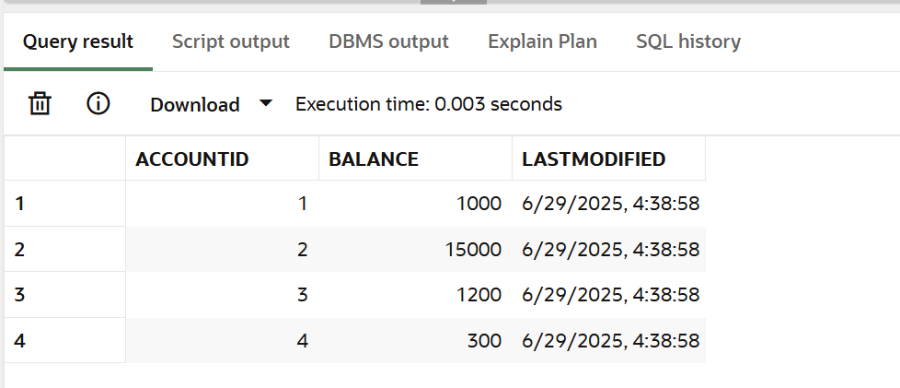 Query result Script output DBMS output Explain Plan SQL history
Download Execution time: 0.003 seconds
ACCOUNTID BALANCE LASTMODIFIED
1 1 1000 6/29/2025, 4:38:58
2 2 15000 6/29/2025, 4:38:58
3 3 1200 6/29/2025, 4:38:58
4 4 300 6/29/2025, 4:38:58